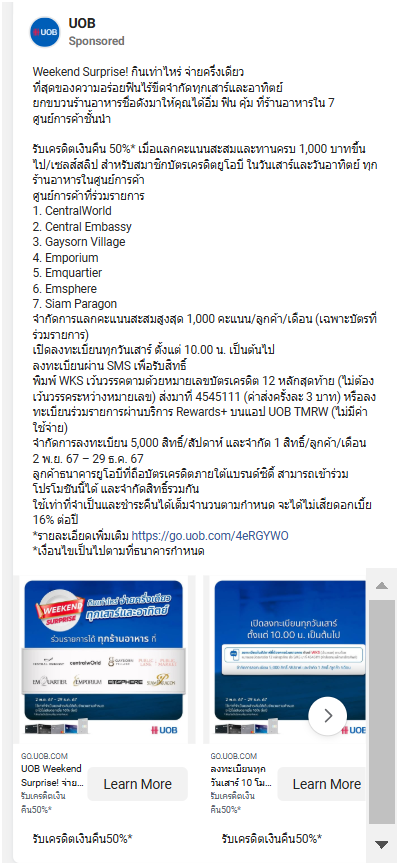 UOB
Sponsored
Weekend Surprise! กินเท่าไหร่ จ่ายครึ่งเดียว
ที่สุดของความอร่อยฟินไร้ขีดจำกัดทุกเสาร์และอาทิตย์
ยกขบวนร้านอาหารชื่อดังมาให้คุณได้อิ่ม ฟิน คุ้ม ที่ร้านอาหารใน 7
ศูนย์การค้าชั้นนำ
รับเครดิตเงินคืน 50%* เมื่อแลกคะแนนสะสมและทานครบ 1,000 บาทขึ้น
ไป/เซลส์สลิป สำหรับสมาชิกบัตรเครดิตยูโอบี ในวันเสาร์และวันอาทิตย์ ทุก
ร้านอาหารในศูนย์การค้า
ศูนย์การค้าที่ร่วมรายการ
1. CentralWorld
2. Central Embassy
3. Gaysorn Village
4. Emporium
5. Emquartier
6. Emsphere
7. Siam Paragon
จำกัดการแลกคะแนนสะสมสูงสุด 1,000 คะแนน/ลูกค้า/เดือน (เฉพาะบัตรที่
ร่วมรายการ)
เปิดลงทะเบียนทุกวันเสาร์ ตั้งแต่ 10.00 น. เป็นต้นไป
ลงทะเบียนผ่าน SMS เพื่อรับสิทธิ์
พิมพ์ WKS เว้นวรรคตามด้วยหมายเลขบัตรเครดิต 12 หลักสุดท้าย (ไม่ต้อง
เว้นวรรคระหว่างหมายเลข) ส่งมาที่ 4545111 (ค่าส่งครั้งละ 3 บาท) หรือลง
ทะเบียนร่วมรายการผ่านบริการ Rewards+ บนแอป UOB TMRW (ไม่มีค่า
ใช้จ่าย)
จำกัดการลงทะเบียน 5,000 สิทธิ์/สัปดาห์ และจำกัด 1 สิทธิ์/ลูกค้า/เดือน
2 พ.ย. 67 – 29 ธ.ค. 67
ลูกค้าธนาคารยูโอบีที่ถือบัตรเครดิตภายใต้แบรนด์ซิตี้ สามารถเข้าร่วม
โปรโมชันนี้ได้ และจำกัดสิทธิ์รวมกัน
ใช้เท่าที่จำเป็นและชำระคืนได้เต็มจำนวนตามกำหนด จะได้ไม่เสียดอกเบี้ย
16% ต่อปี
*รายละเอียดเพิ่มเติม https://go.uob.com/4eRGYWO
*เงื่อนไขเป็นไปตามที่ธนาคารกำหนด
WEEKEND SURPRISE
กินเท่าไหร่ จ่ายครึ่งเดียว
ทุกเสาร์และอาทิตย์
ร่วมรายการได้ ทุกร้านอาหาร ที่
centralwOrld
EMQUARTIER EMPORIUM EMSPHERE
2 พ.ย. 67 - 29 ธ.ค. 67
UOB
เปิดลงทะเบียนทุกวันเสาร์
ตั้งแต่ 10.00 น. เป็นต้นไป
GO.UOB.COM
UOB Weekend
Surprise! จ่าย...
รับเครดิตเงิน
คืน50%*
Learn More
GO.UOB.COM
ลงทะเบียนทุก
วันเสาร์ 10 โม...
รับเครดิตเงิน
คืน50%*
Learn More
รับเครดิตเงินคืน50%*
รับเครดิตเงินคืน50%*